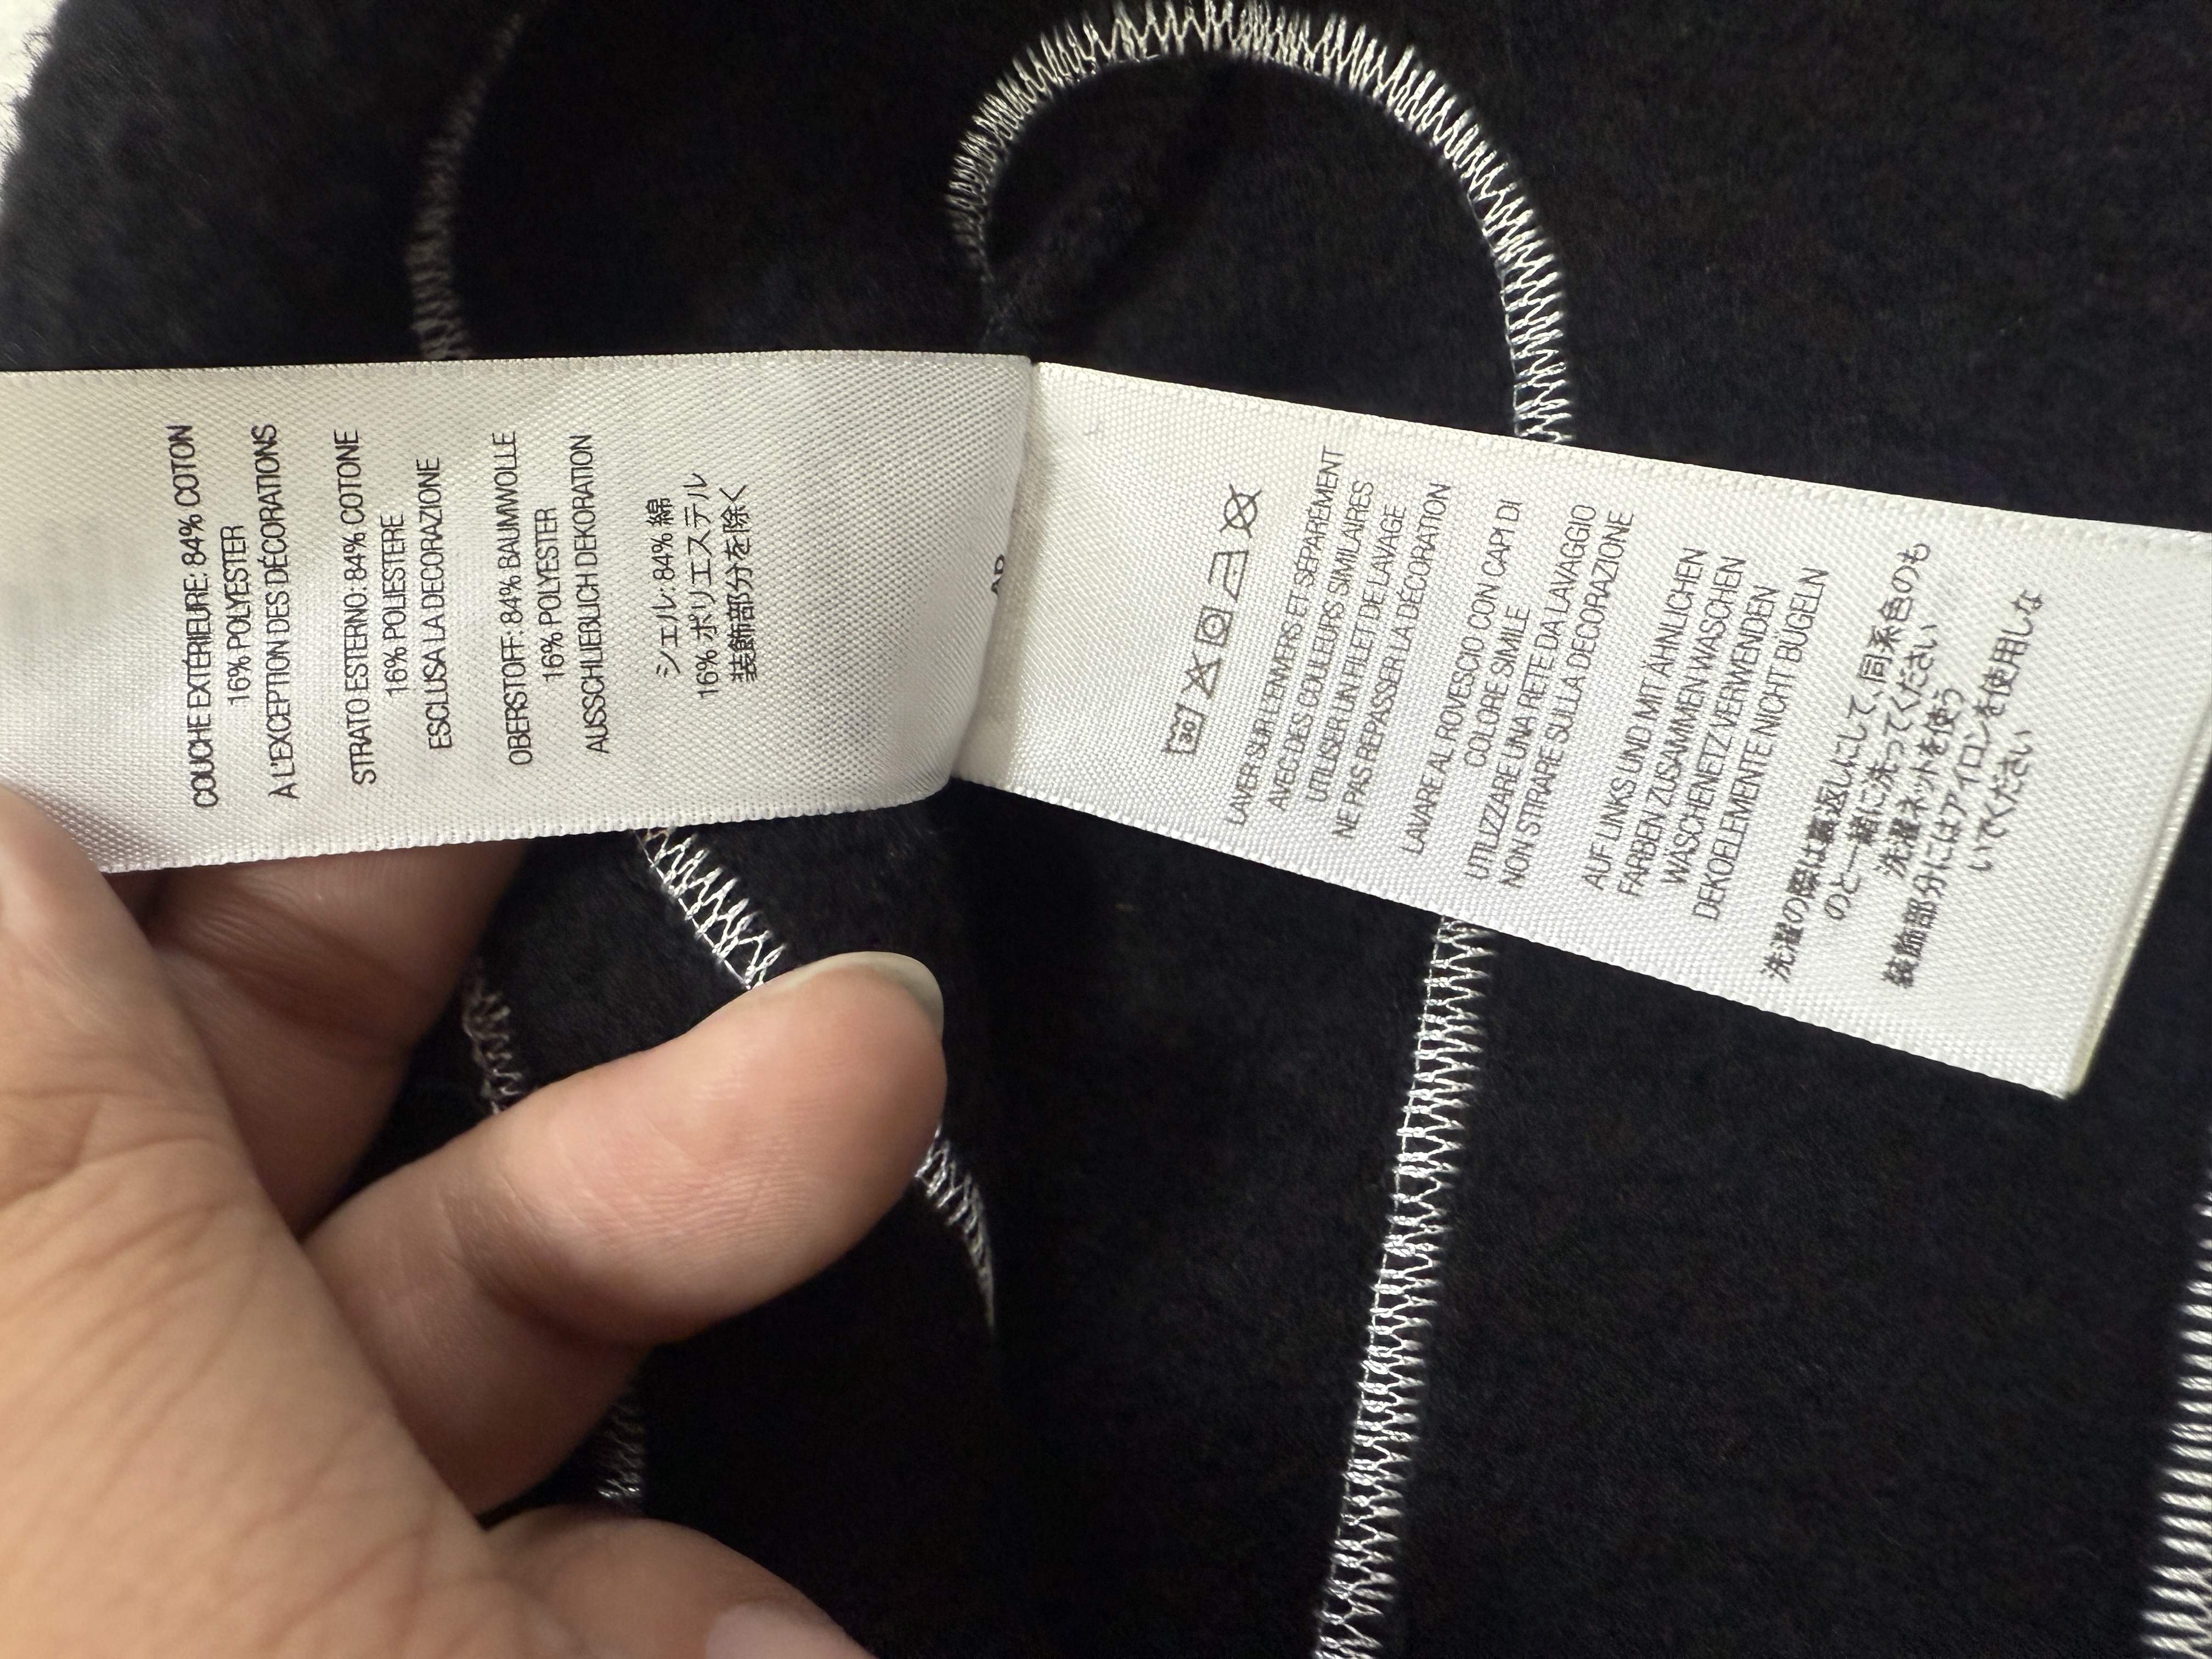 COUCHE EXTÉRIEURE: 84% COTON
16% POLYESTER
A L'EXCEPTION DES DÉCORATIONS
STRATO ESTERNO: 84% COTONE
16% POLIESTERE
ESCLUSA LA DECORAZIONE
OBERSTOFF: 84% BAUMWOLLE
16% POLYESTER
AUSSCHLIEBLICH DEKORATION
シェル: 84% 綿
16% ポリエステル
装飾部分を除く
30
LAVER SUR L'ENVERS ET SEPAREMENT
AVEC DES COULEURS SIMILAIRES
UTILISER UN FILET DE LAVAGE
NE PAS REPASSER LA DÉCORATION
LAVARE AL ROVESCIO CON CAPI DI
COLORE SIMILE
UTILIZZARE UNA RETE DA LAVAGGIO
NON STIRARE SULLA DECORAZIONE
AUF LINKS UND MIT ÄHNLICHEN
FARBEN ZUSAMMEN WASCHEN
WÄSCHENETZ VERWENDEN
DEKOELEMENTE NICHT BÜGELN
洗濯の際は裏返しにして、同系色のも
のと一緒に洗ってください
洗濯ネットを使う
装飾部分にはアイロンを使用しな
いでください